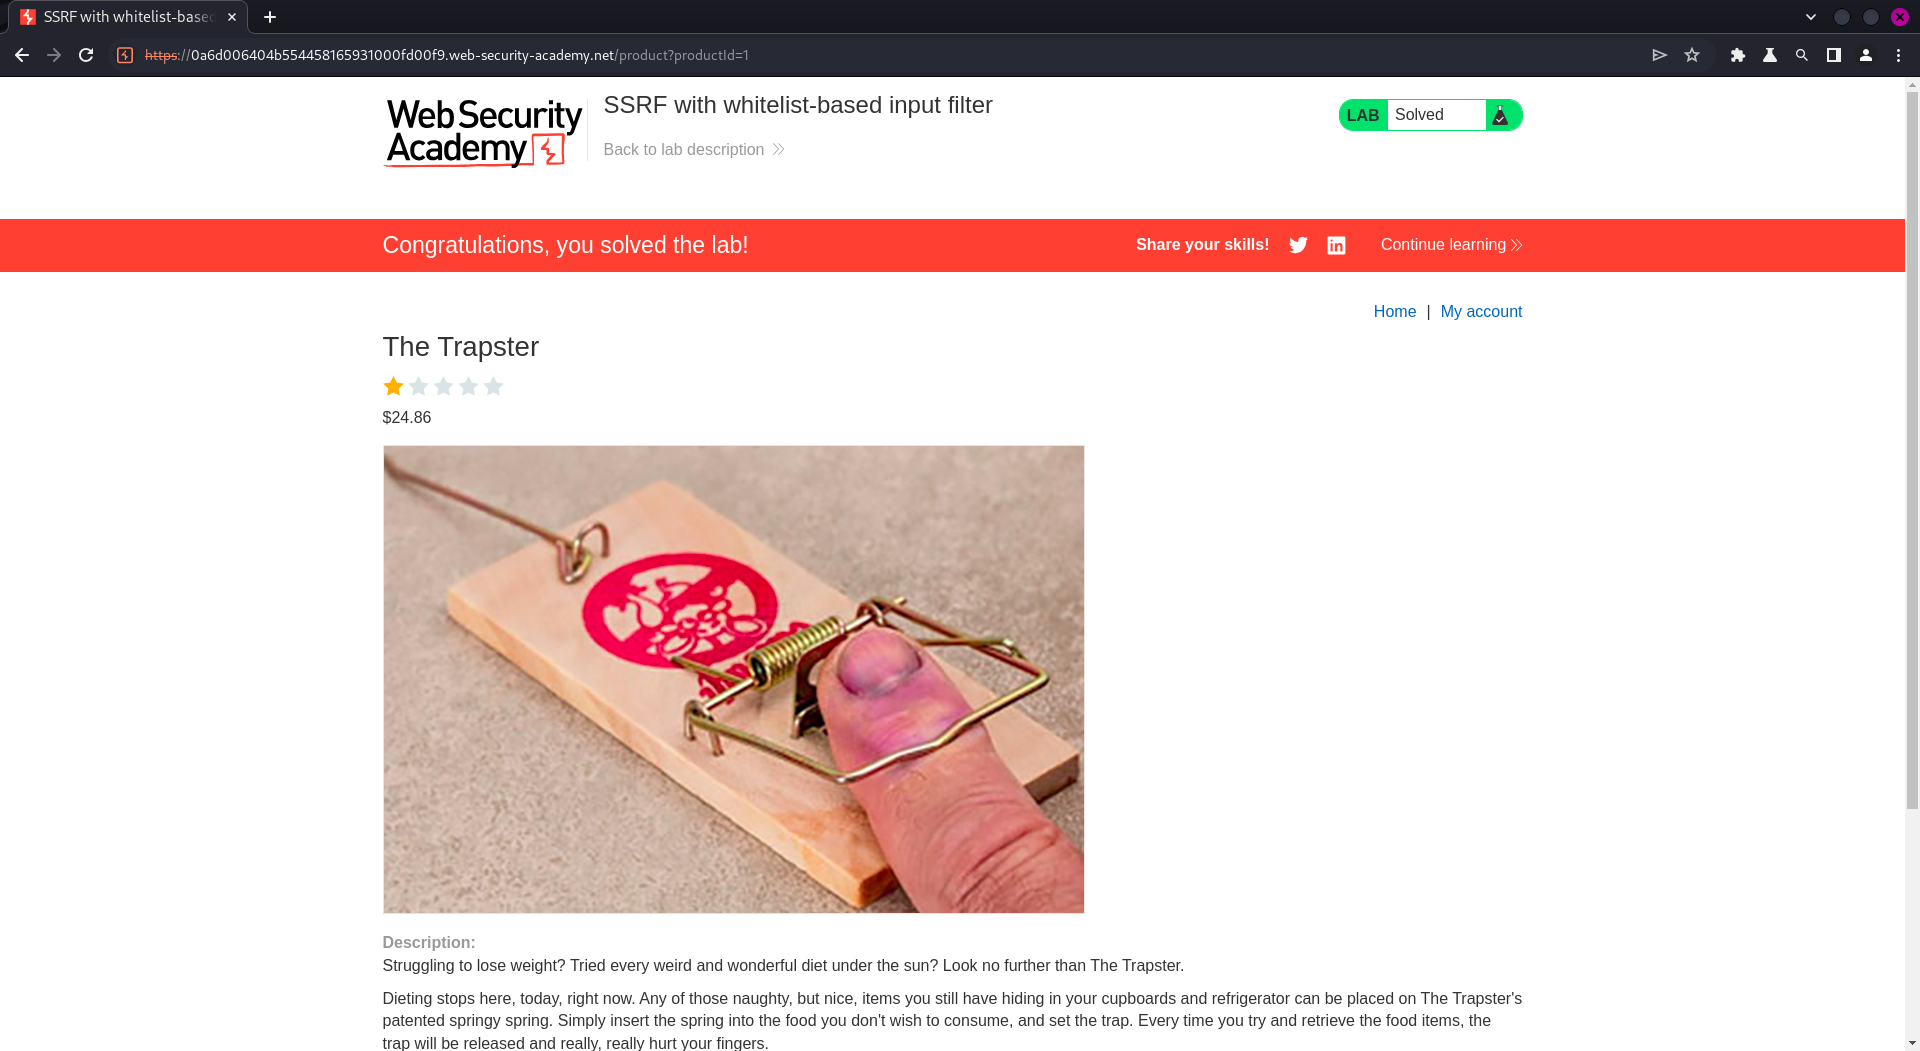 SSRF with whitelist-based
https://0a6d006404b554458165931000fd00f9.web-security-academy.net/product?productId=1
Web Security
Academy
SSRF with whitelist-based input filter
Back to lab description
LAB Solved
Congratulations, you solved the lab!
Share your skills!
Continue learning
Home | My account
The Trapster
$24.86
Description:
Struggling to lose weight? Tried every weird and wonderful diet under the sun? Look no further than The Trapster.
Dieting stops here, today, right now. Any of those naughty, but nice, items you still have hiding in your cupboards and refrigerator can be placed on The Trapster's
patented springy spring. Simply insert the spring into the food you don't wish to consume, and set the trap. Every time you try and retrieve the food items, the
trap will be released and really, really hurt your fingers.